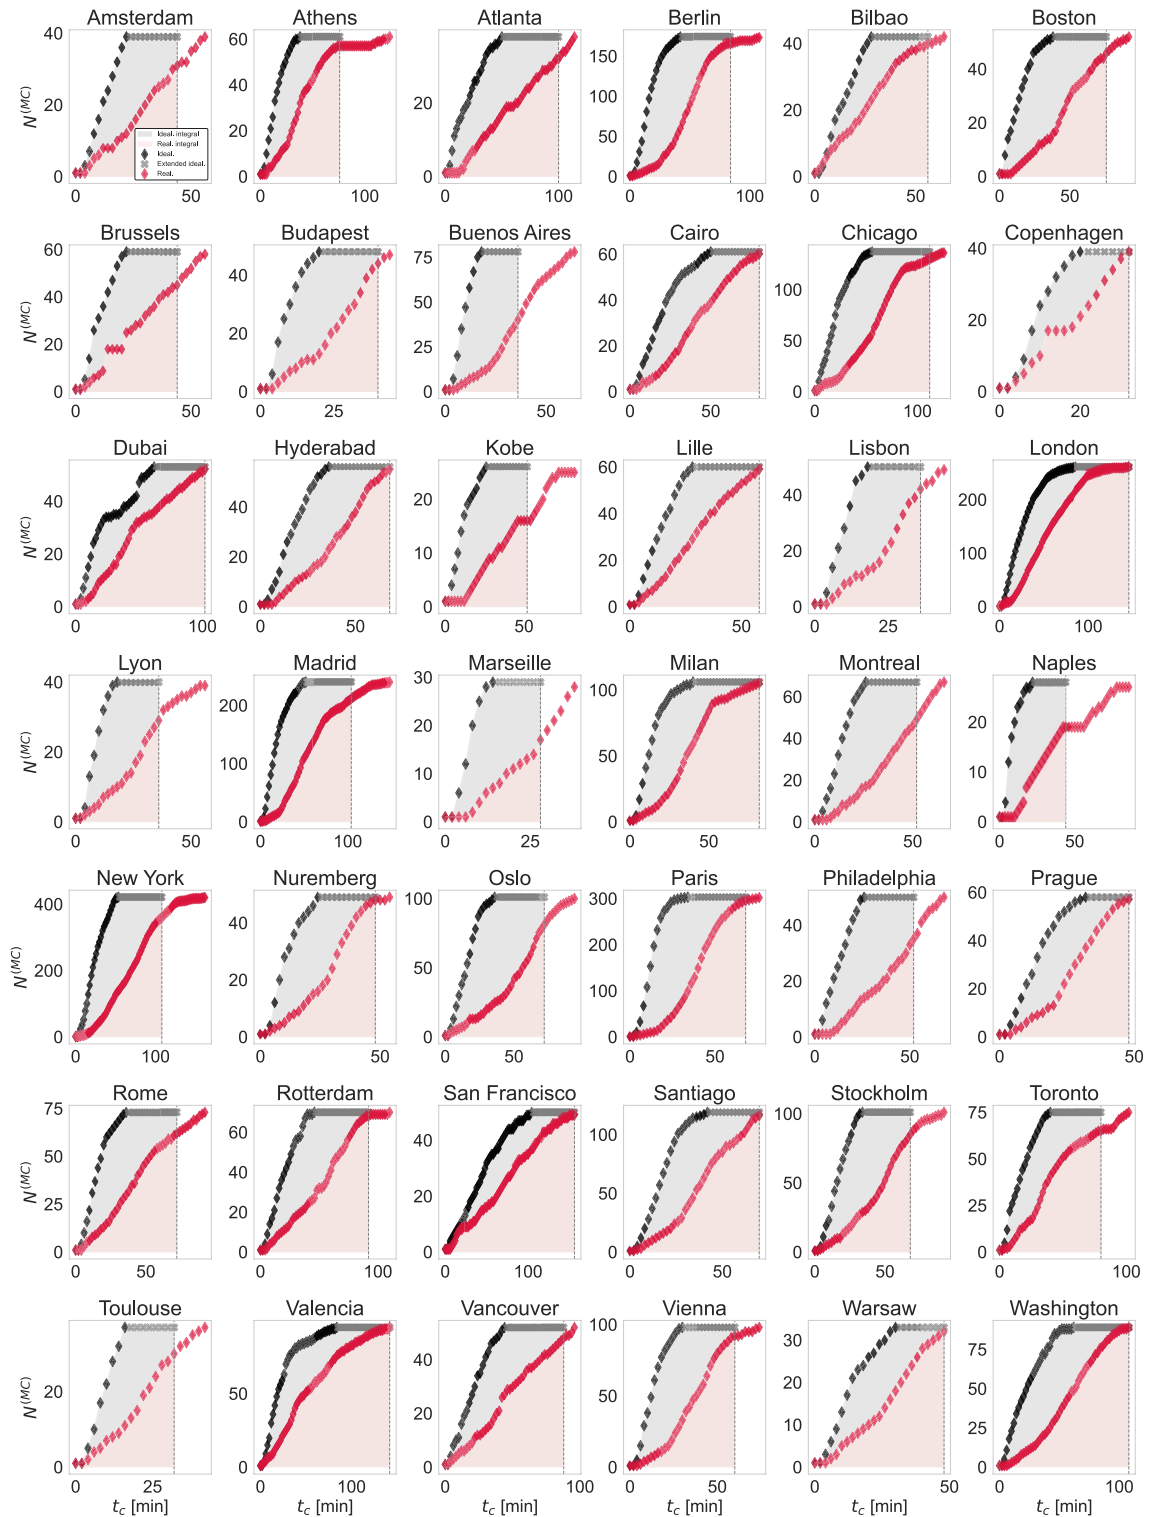 Amsterdam Athens Atlanta Berlin Bilbao Boston
N^(MC) 40 20 0 60 40 20 0 20 0 150 100 50 0 40 20 0 50 25 0
Ideal. integral
Real. integral
Ideal.
Extended ideal.
Real.
0 50 0 100 0 100 0 100 0 50 0 50
Brussels Budapest Buenos Aires Cairo Chicago Copenhagen
N^(MC) 60 40 20 0 40 20 0 75 50 25 0 60 40 20 0 100 50 0 40 20 0
0 50 0 25 0 50 0 50 0 100 0 20
Dubai Hyderabad Kobe Lille Lisbon London
N^(MC) 40 20 0 40 20 0 20 10 0 60 40 20 0 40 20 0 200 100 0
0 100 0 50 0 50 0 50 0 25 0 100
Lyon Madrid Marseille Milan Montreal Naples
N^(MC) 40 20 0 200 100 0 30 20 10 0 100 50 0 60 40 20 0 20 10 0
0 50 0 100 0 25 0 50 0 50 0 50
New York Nuremberg Oslo Paris Philadelphia Prague
N^(MC) 400 200 0 40 20 0 100 50 0 300 200 100 0 40 20 0 60 40 20 0
0 100 0 50 0 50 0 50 0 50 0 50
Rome Rotterdam San Francisco Santiago Stockholm Toronto
N^(MC) 75 50 25 0 60 40 20 0 40 20 0 100 50 0 100 50 0 75 50 25 0
0 50 0 100 0 100 0 50 0 50 0 100
Toulouse Valencia Vancouver Vienna Warsaw Washington
N^(MC) 20 0 50 0 40 20 0 100 50 0 30 20 10 0 75 50 25 0
0 25 0 100 0 100 0 50 0 50 0 100
t_c [min] t_c [min] t_c [min] t_c [min] t_c [min] t_c [min]